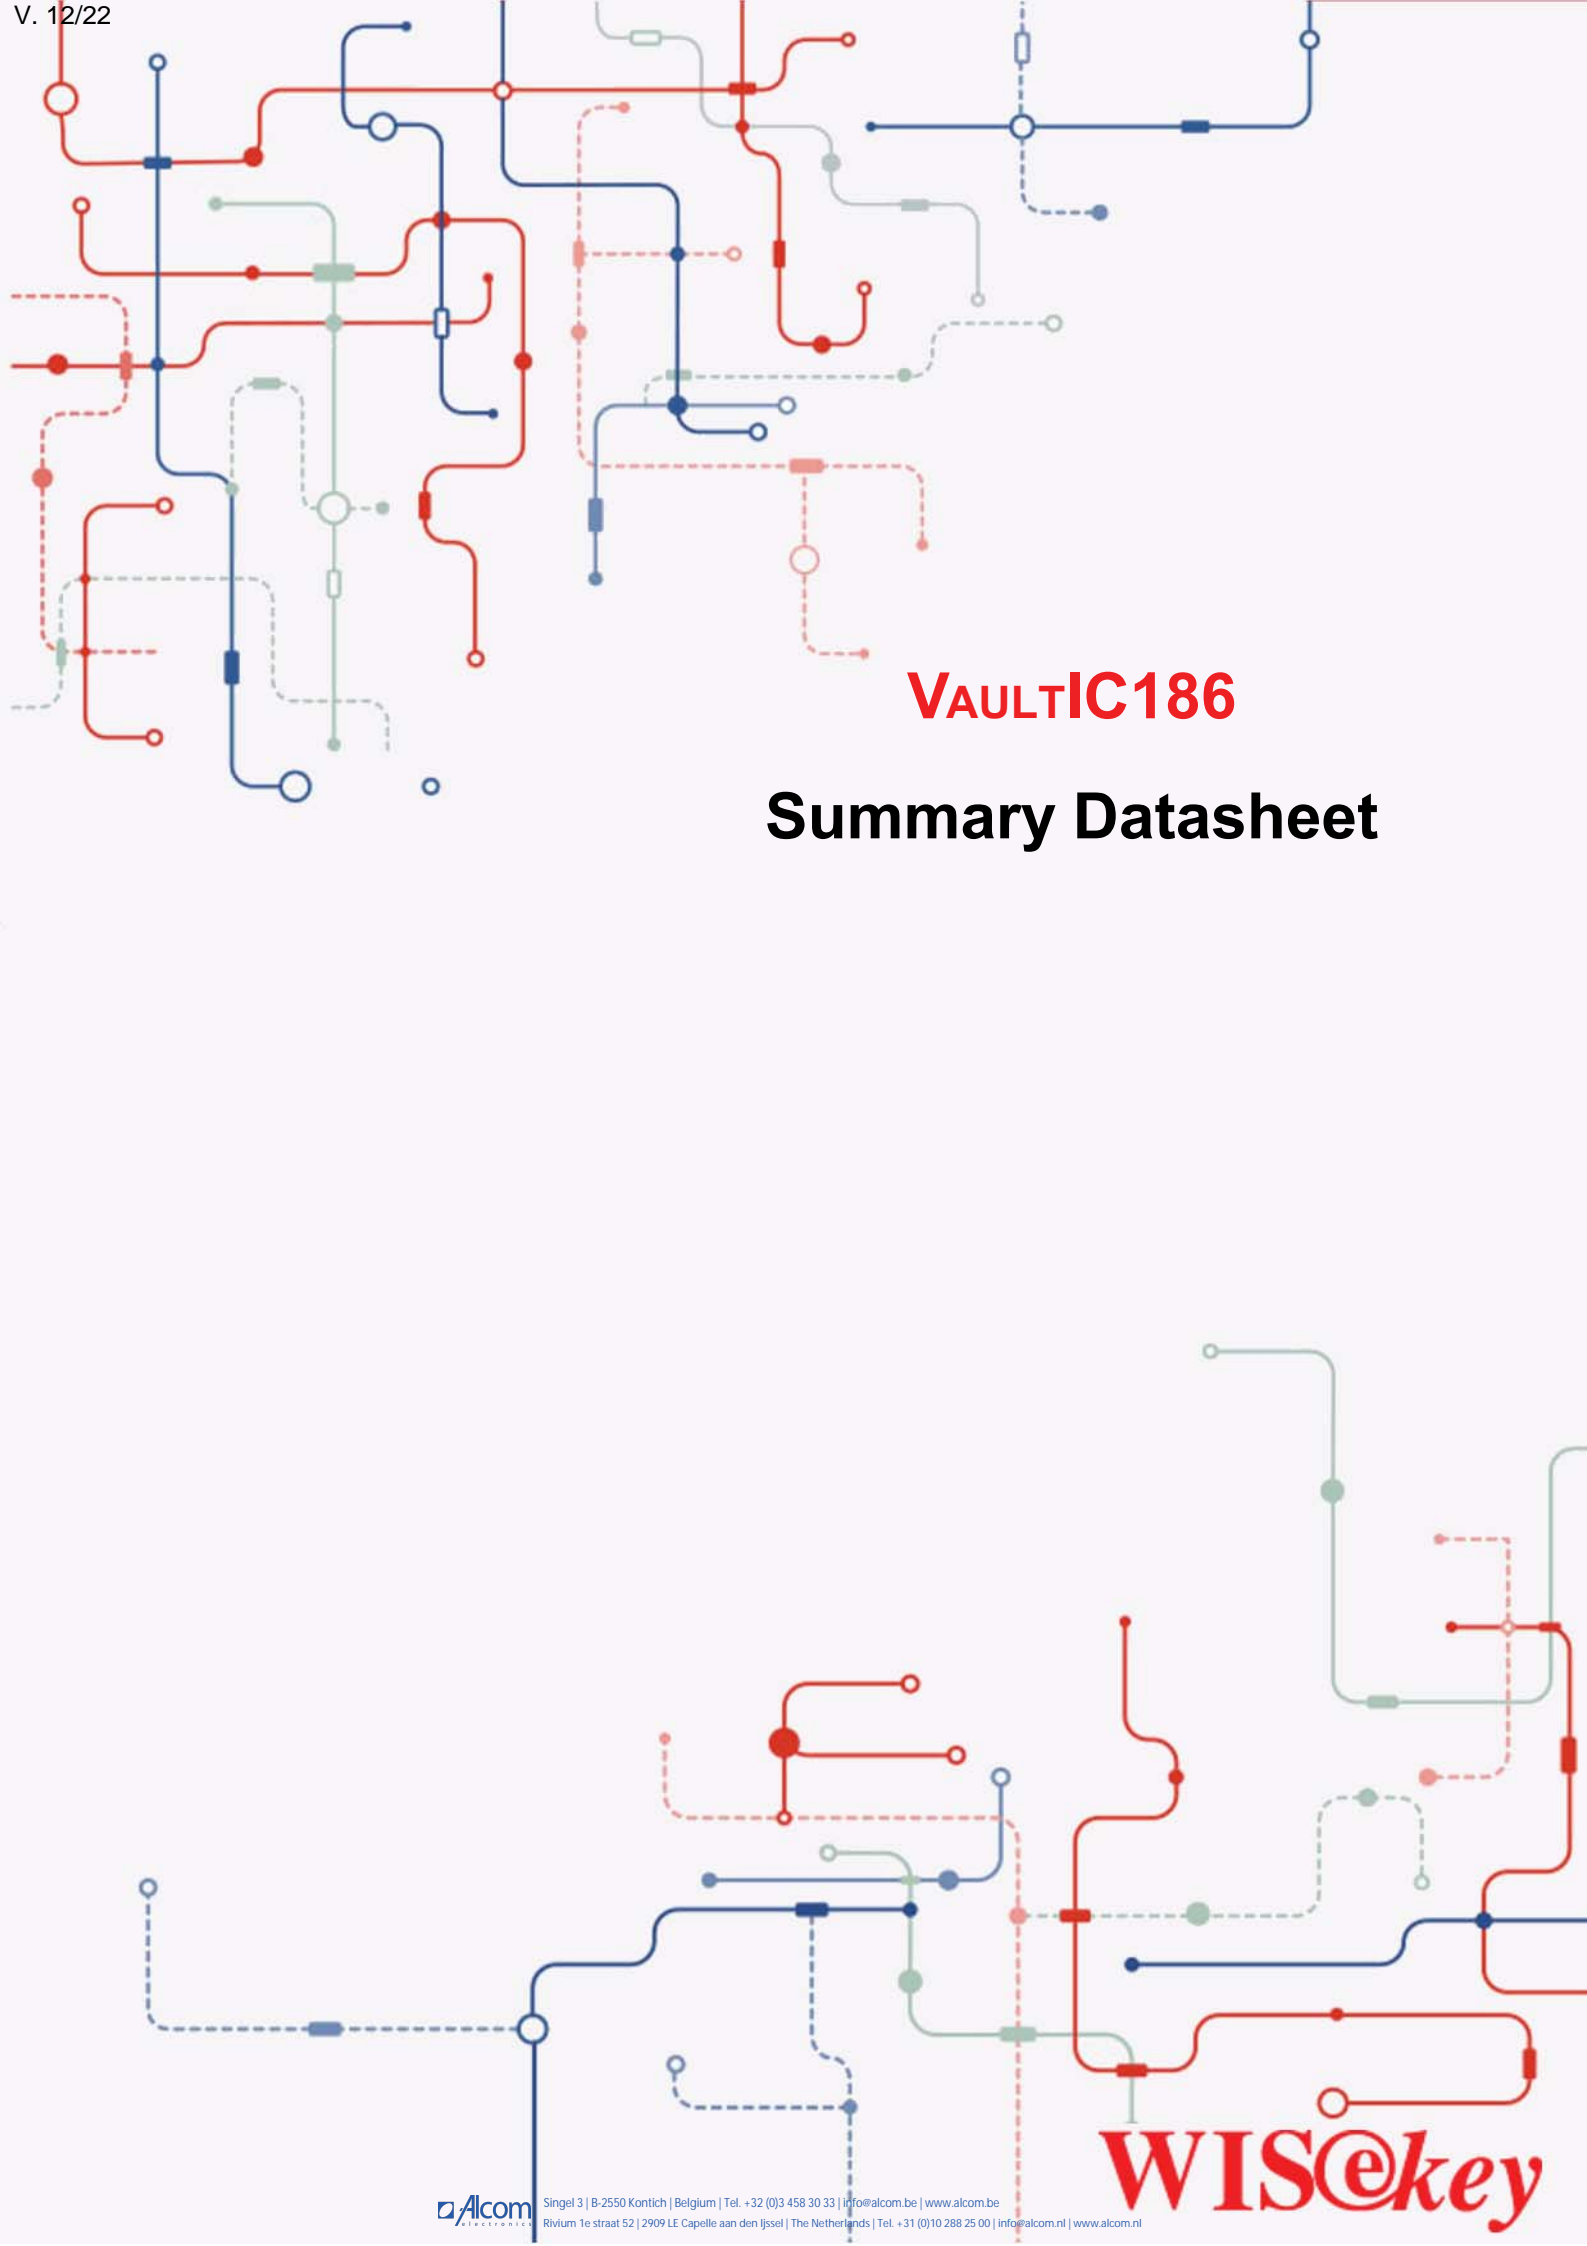 V. 12/22
VAULTIC186
Summary Datasheet
WISekey
Alcom
electronics
Singel 3 | B-2550 Kontich | Belgium | Tel. +32 (0)3 458 30 33 | info@alcom.be | www.alcom.be
Rivium 1e straat 52 | 2909 LE Capelle aan den Ijssel | The Netherlands | Tel. +31 (0)10 288 25 00 | info@alcom.nl | www.alcom.nl